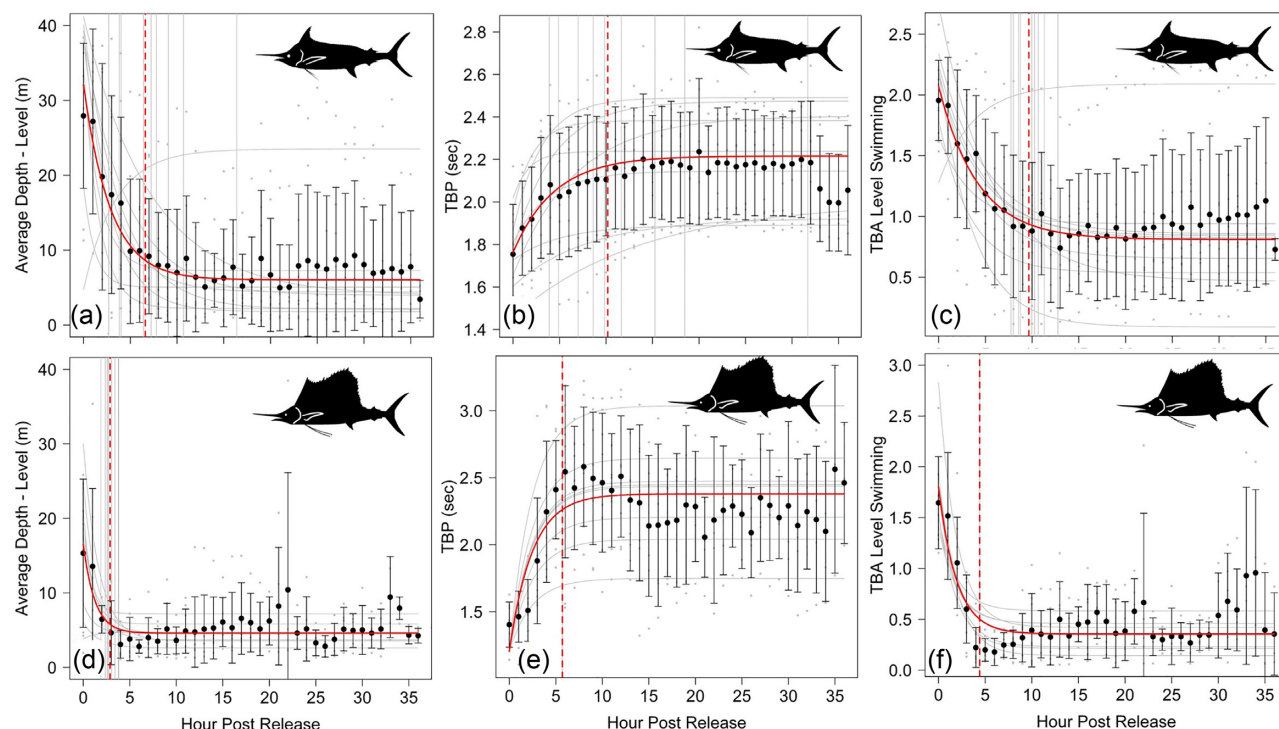 Average Depth - Level (m)
40
30
20
10
0
(a)
TBP (sec)
2.8
2.6
2.4
2.2
2.0
1.8
1.6
1.4
(b)
TBA Level Swimming
2.5
2.0
1.5
1.0
0.5
(c)
Average Depth - Level (m)
40
30
20
10
0
(d)
0 5 10 15 20 25 30 35
Hour Post Release
TBP (sec)
3.0
2.5
2.0
1.5
(e)
0 5 10 15 20 25 30 35
Hour Post Release
TBA Level Swimming
3.0
2.5
2.0
1.5
1.0
0.5
0.0
(f)
0 5 10 15 20 25 30 35
Hour Post Release